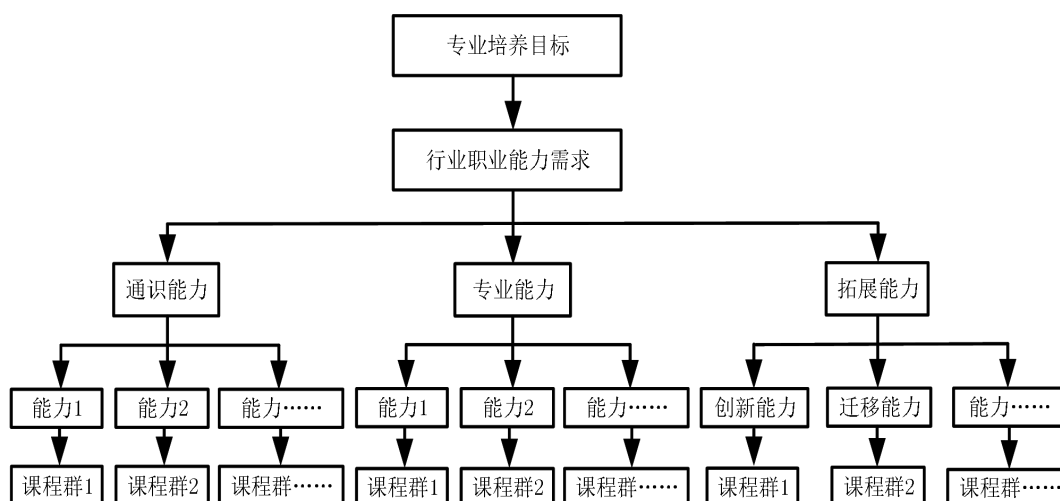 专业培养目标
行业职业能力需求
通识能力 专业能力 拓展能力
能力1 能力2 能力…… 能力1 能力2 能力…… 创新能力 迁移能力 能力……
课程群1 课程群2 课程群…… 课程群1 课程群2 课程群…… 课程群1 课程群2 课程群……